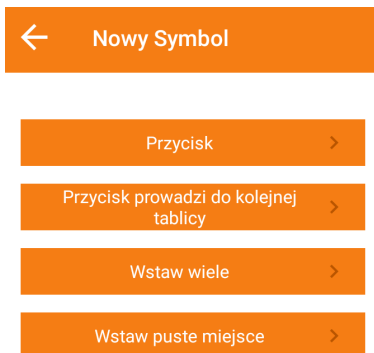 Nowy Symbol
Przycisk
Przycisk prowadzi do kolejnej
tablicy
Wstaw wiele
Wstaw puste miejsce